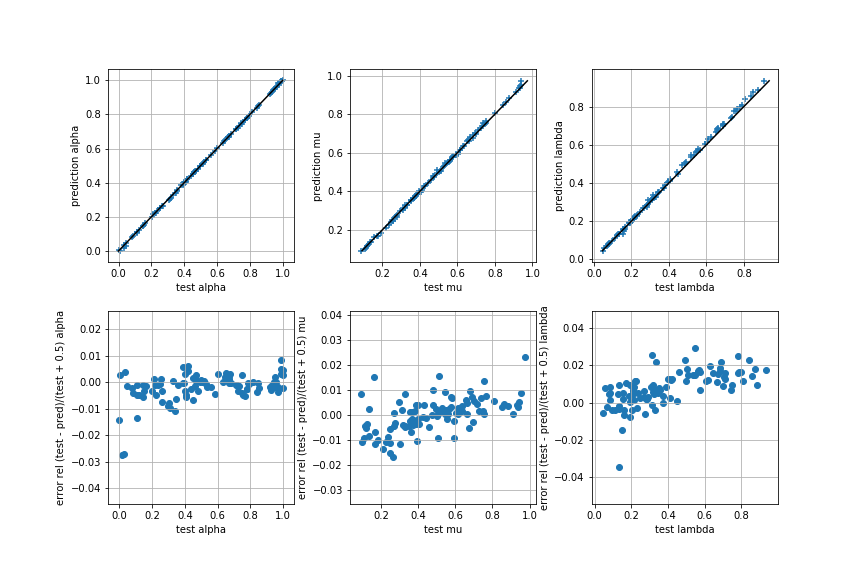 1.0
0.8
0.6
0.4
0.2
0.0
prediction alpha
0.0 0.2 0.4 0.6 0.8 1.0
test alpha
1.0
0.8
0.6
0.4
0.2
prediction mu
0.2 0.4 0.6 0.8 1.0
test mu
0.8
0.6
0.4
0.2
0.0
prediction lambda
0.0 0.2 0.4 0.6 0.8
test lambda
0.02
0.01
0.00
−0.01
−0.02
−0.03
−0.04
error rel (test - pred)/(test + 0.5) alpha
0.0 0.2 0.4 0.6 0.8 1.0
test alpha
0.04
0.03
0.02
0.01
0.00
−0.01
−0.02
−0.03
error rel (test - pred)/(test + 0.5) mu
0.2 0.4 0.6 0.8 1.0
test mu
0.04
0.02
0.00
−0.02
−0.04
error rel (test - pred)/(test + 0.5) lambda
0.0 0.2 0.4 0.6 0.8
test lambda